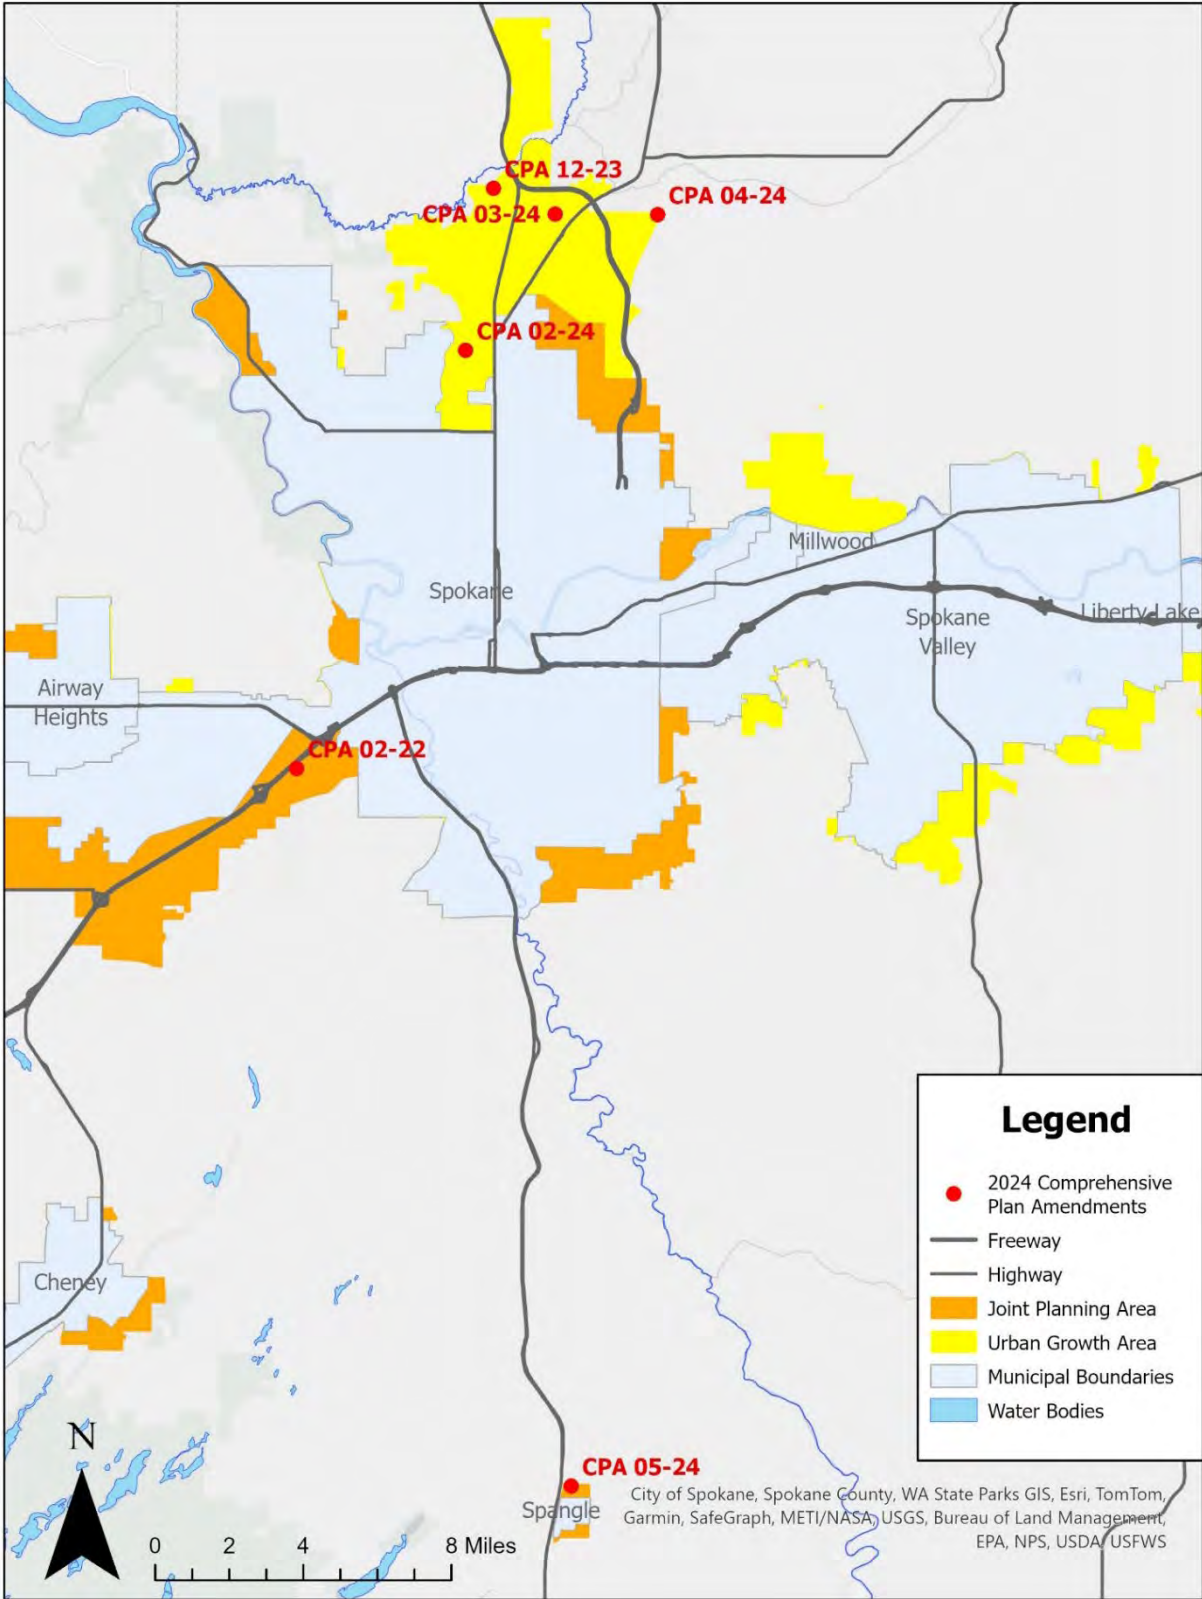 CPA 12-23
CPA 03-24
CPA 04-24
CPA 02-24
Millwood
Spokane
Spokane
Valley
Liberty Lake
Airway
Heights
CPA 02-22
Legend
2024 Comprehensive
Plan Amendments
Freeway
Highway
Joint Planning Area
Urban Growth Area
Municipal Boundaries
Water Bodies
Cheney
N
CPA 05-24
Spangle
0 2 4 8 Miles
City of Spokane, Spokane County, WA State Parks GIS, Esri, TomTom,
Garmin, SafeGraph, METI/NASA, USGS, Bureau of Land Management,
EPA, NPS, USDA, USFWS